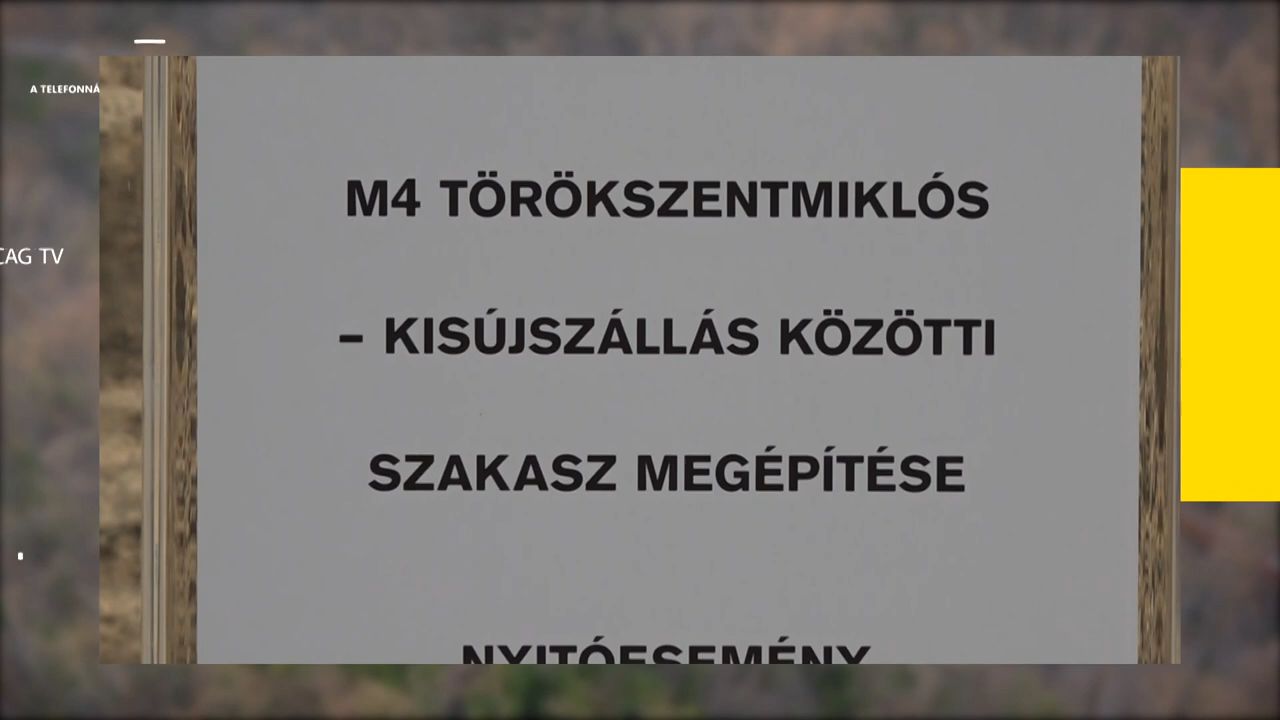 A TELEFONNÁ
CAG TV
M4 TÖRÖKSZENTMIKLÓS
– KISÚJSZÁLLÁS KÖZÖTTI
SZAKASZ MEGÉPÍTÉSE
NYITÓESEMÉNY